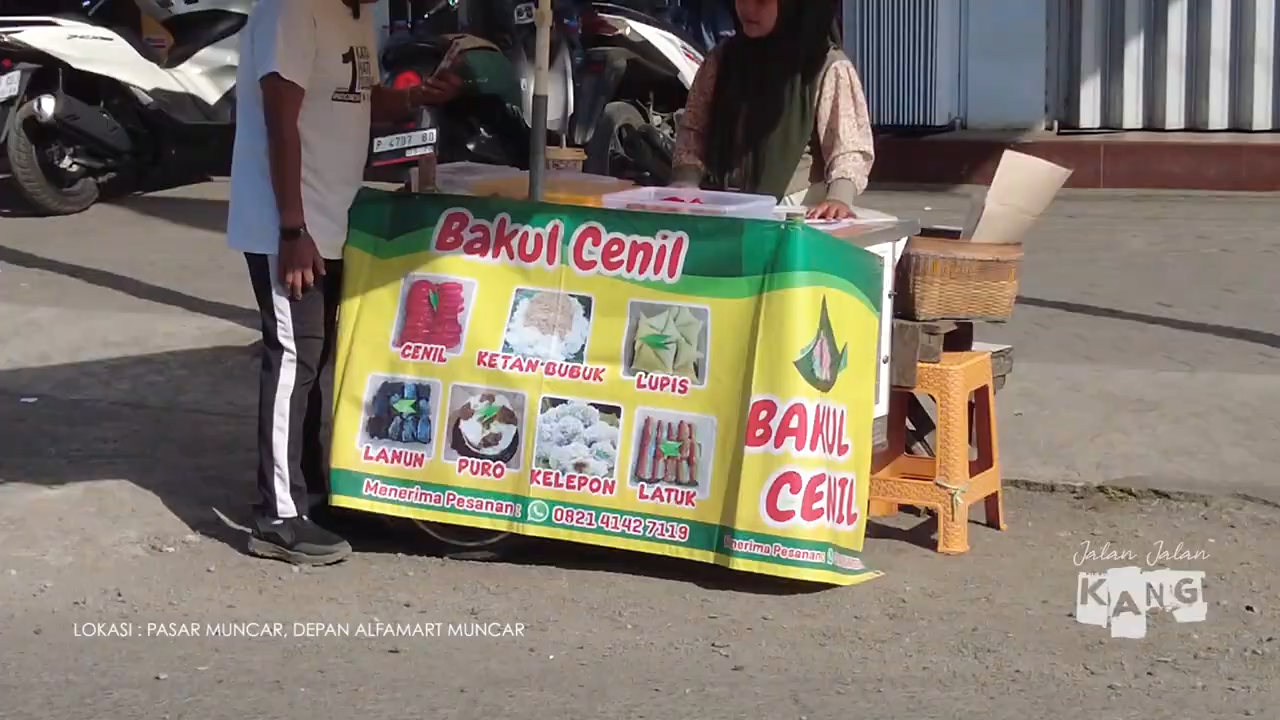 P 4797 BD
Bakul Cenil
CENIL
KETAN BUBUK
LUPIS
LANUN
PURO
KELEPON
LATUK
Menerima Pesanan: 0821 4142 7119
BAKUL
CENIL
Menerima Pesanan:
Jalan Jalan
KANG
LOKASI : PASAR MUNCAR, DEPAN ALFAMART MUNCAR